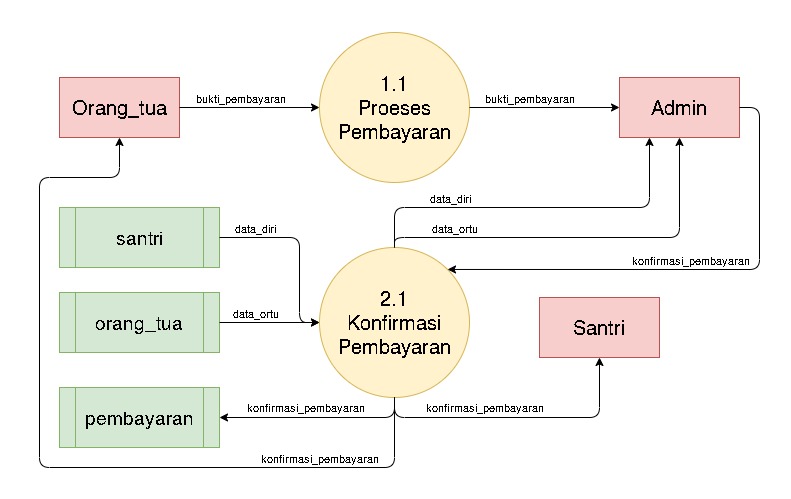 Orang_tua
bukti_pembayaran
1.1
Proeses
Pembayaran
bukti_pembayaran
Admin
data_diri
santri
data_diri
data_ortu
konfirmasi_pembayaran
orang_tua
data_ortu
2.1
Konfirmasi
Pembayaran
Santri
pembayaran
konfirmasi_pembayaran
konfirmasi_pembayaran
konfirmasi_pembayaran